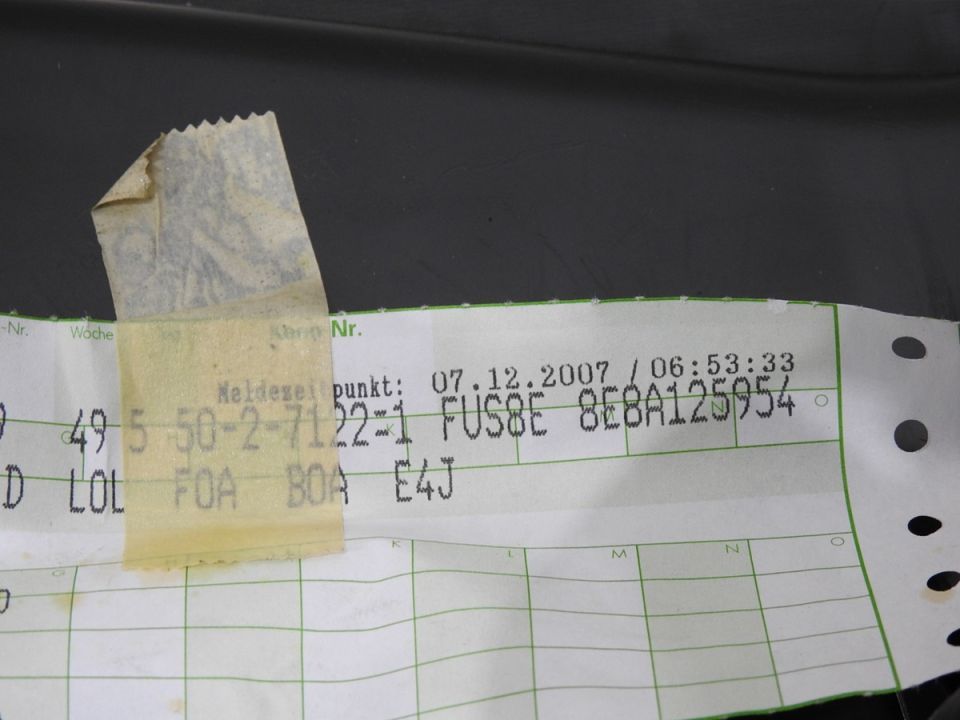 -Nr. Woche Nr.
Meldezeitpunkt: 07.12.2007 / 06:53:33
49 5 50-2-7122-1 FUS8E 8E8A125954
D LOL FOA BOA E4J
K L M N O
G